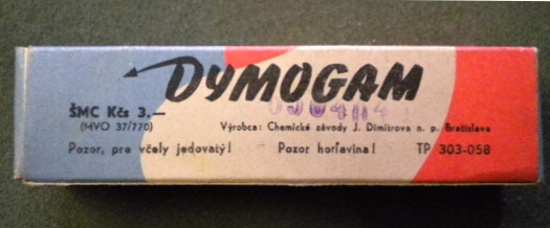 DYMOGAM
ŠMC Kčs 3.—
(MVO 37/770) Výrobca: Chemické závody J. Dimitrova n. p. Bratislava
Pozor, pre včely jedovatý! Pozor horľavina! TP 303-058